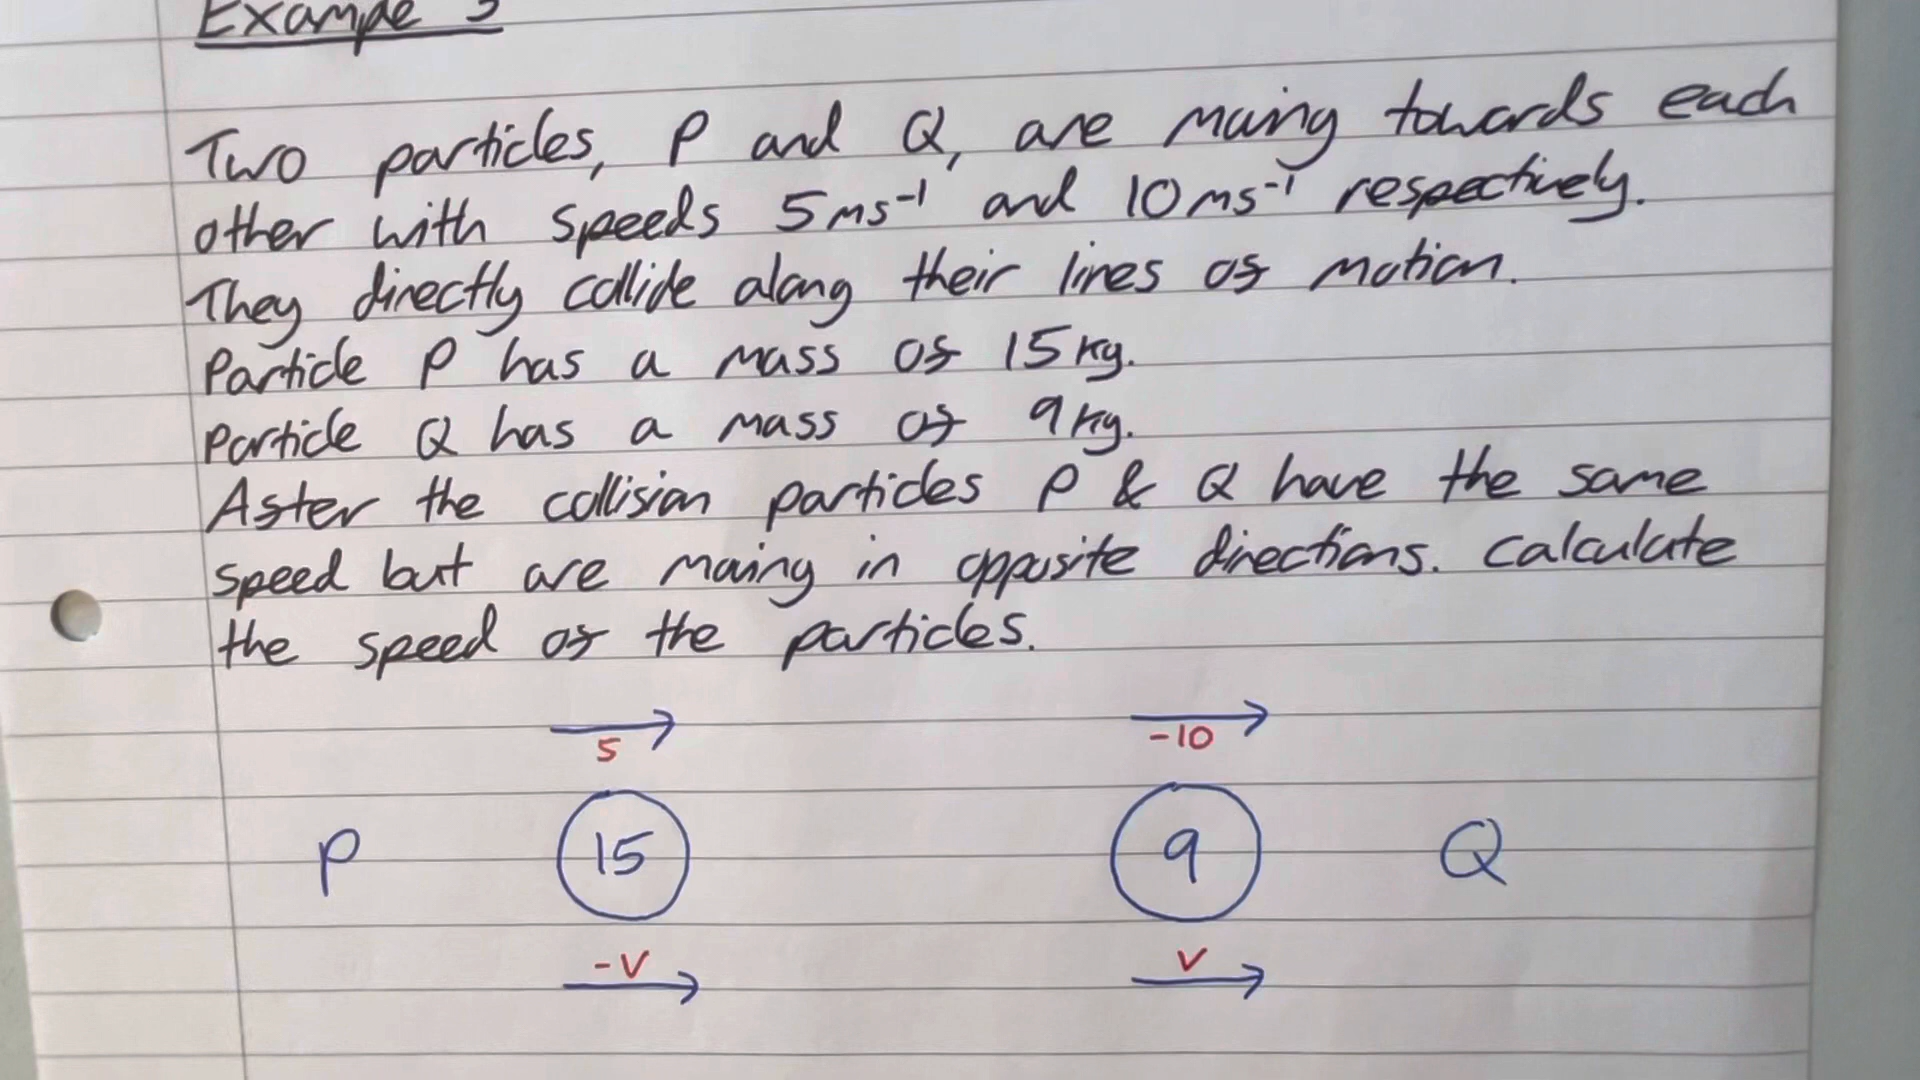 Example 3
Two particles, P and Q, are moving towards each
other with speeds 5ms⁻¹ and 10ms⁻¹ respectively.
They directly collide along their lines of motion.
Particle P has a mass of 15kg.
Particle Q has a mass of 9kg.
After the collision particles P & Q have the same
speed but are moving in opposite directions. Calculate
the speed of the particles.
5 -10
P 15 9 Q
-v v